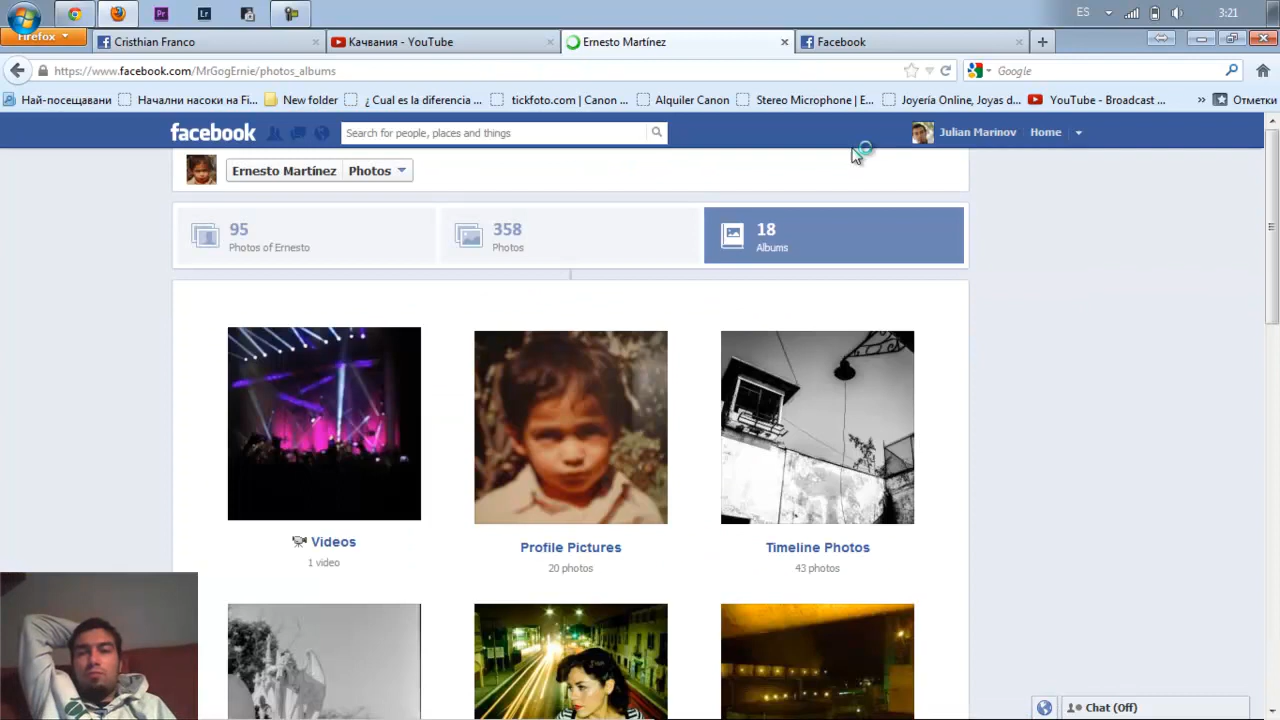 Pr
Lr
ES
3:21
Firefox
Cristhian Franco
Качвания - YouTube
Ernesto Martínez
Facebook
https://www.facebook.com/MrGogErnie/photos_albums
Google
Най-посещавани
Начални насоки на Fi...
New folder
¿ Cual es la diferencia ...
tickfoto.com | Canon ...
Alquiler Canon
Stereo Microphone | E...
Joyería Online, Joyas d...
YouTube - Broadcast ...
»
Отметки
facebook
Search for people, places and things
Julian Marinov
Home
Ernesto Martínez
Photos
95
Photos of Ernesto
358
Photos
18
Albums
Videos
1 video
Profile Pictures
20 photos
Timeline Photos
43 photos
Chat (Off)